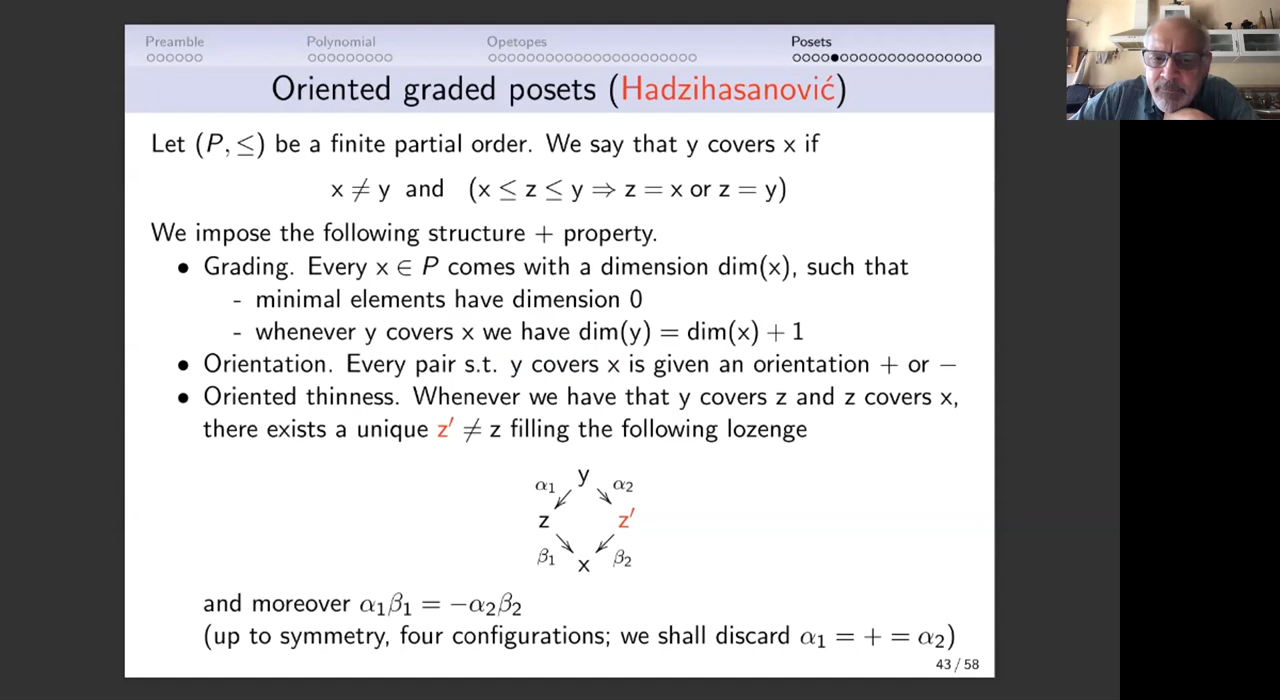 Preamble Polynomial Opetopes Posets
Oriented graded posets (Hadzihasanović)
Let (P, ≤) be a finite partial order. We say that y covers x if
x ≠ y and (x ≤ z ≤ y ⇒ z = x or z = y)
We impose the following structure + property.
• Grading. Every x ∈ P comes with a dimension dim(x), such that
- minimal elements have dimension 0
- whenever y covers x we have dim(y) = dim(x) + 1
• Orientation. Every pair s.t. y covers x is given an orientation + or −
• Oriented thinness. Whenever we have that y covers z and z covers x,
there exists a unique z′ ≠ z filling the following lozenge
α₁ y α₂
z z′
β₁ x β₂
and moreover α₁β₁ = −α₂β₂
(up to symmetry, four configurations; we shall discard α₁ = + = α₂)
43 / 58